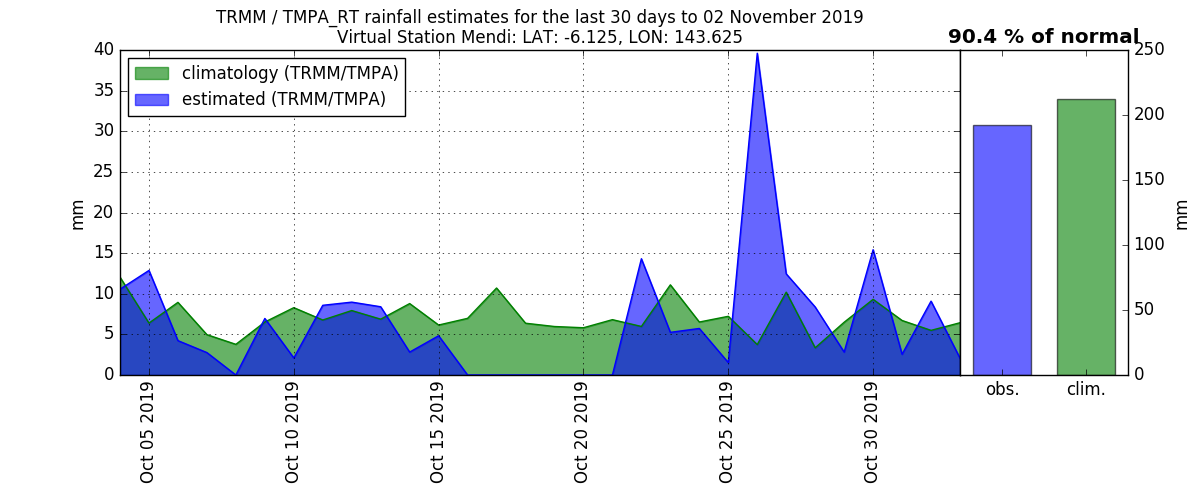 TRMM / TMPA_RT rainfall estimates for the last 30 days to 02 November 2019
Virtual Station Mendi: LAT: -6.125, LON: 143.625
90.4 % of normal
climatology (TRMM/TMPA)
estimated (TRMM/TMPA)
mm
40
35
30
25
20
15
10
5
0
Oct 05 2019
Oct 10 2019
Oct 15 2019
Oct 20 2019
Oct 25 2019
Oct 30 2019
obs.
clim.
250
200
150
100
50
0
mm